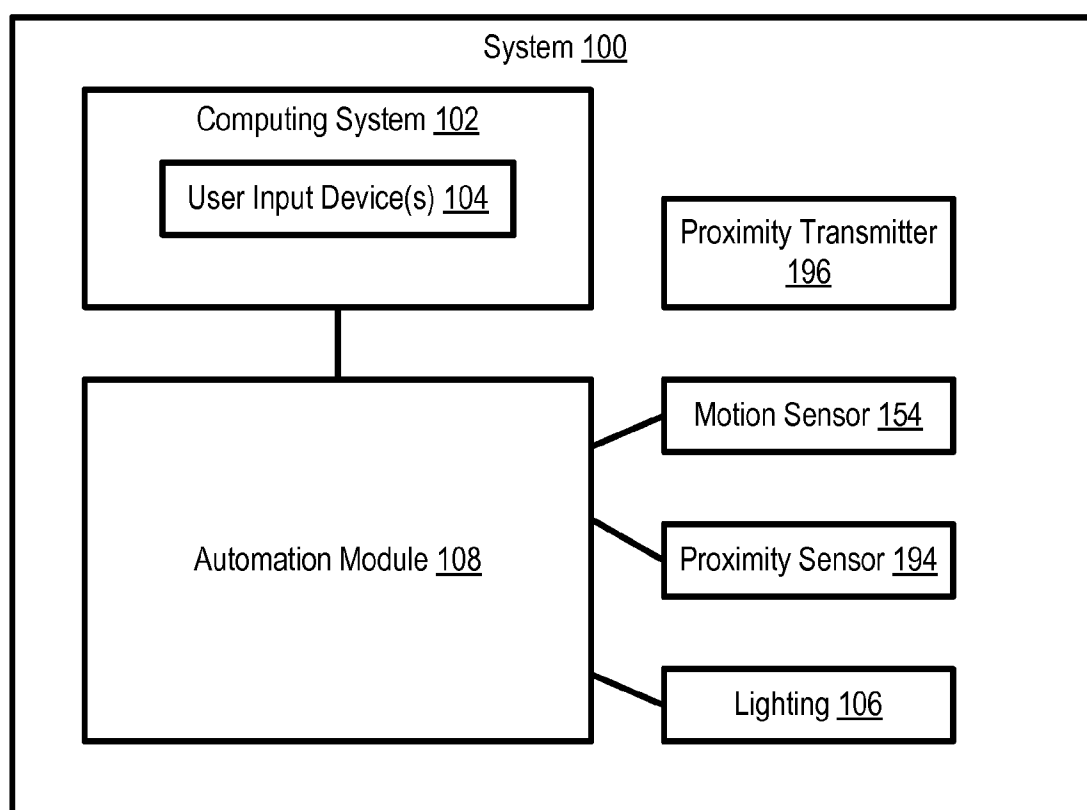 System 100
Computing System 102
User Input Device(s) 104
Proximity Transmitter
196
Motion Sensor 154
Automation Module 108
Proximity Sensor 194
Lighting 106